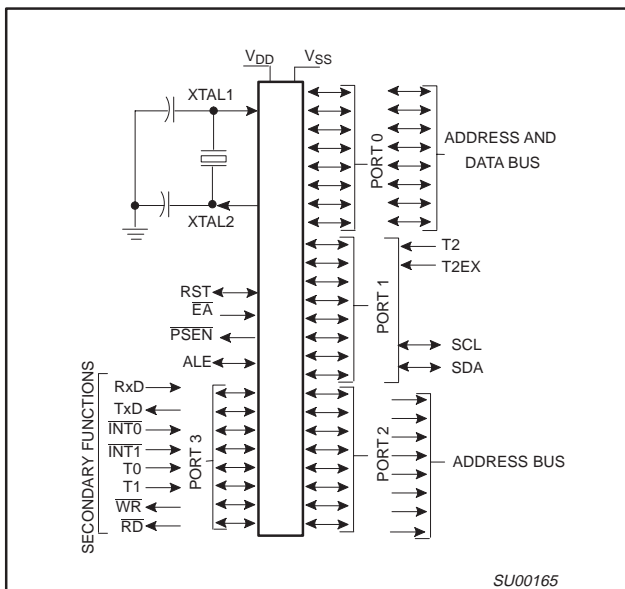 VDD VSS
XTAL1
XTAL2
PORT 0
ADDRESS AND
DATA BUS
T2
T2EX
PORT 1
SCL
SDA
RST
EA
PSEN
ALE
SECONDARY FUNCTIONS
RxD
TxD
INT0
INT1
T0
T1
WR
RD
PORT 3
PORT 2
ADDRESS BUS
SU00165